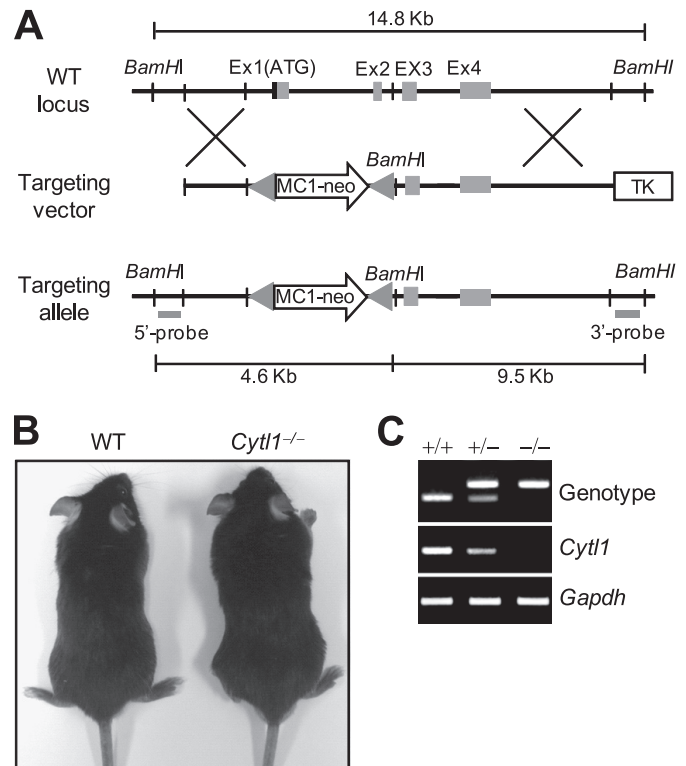 A
14.8 Kb
WT
locus
BamHI
Ex1(ATG)
Ex2
EX3
Ex4
BamHI
Targeting
vector
MC1-neo
BamHI
TK
Targeting
allele
BamHI
MC1-neo
BamHI
BamHI
5'-probe
3'-probe
4.6 Kb
9.5 Kb
B
WT
Cytl1–/–
C
+/+
+/–
–/–
Genotype
Cytl1
Gapdh